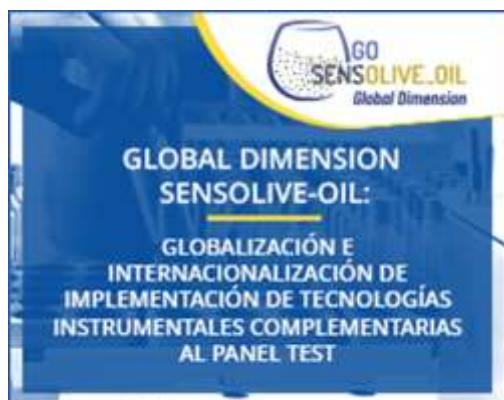 GO
SENSOLIVE_OIL
Global Dimension
GLOBAL DIMENSION
SENSOLIVE-OIL:
GLOBALIZACIÓN E
INTERNACIONALIZACIÓN DE
IMPLEMENTACIÓN DE TECNOLOGÍAS
INSTRUMENTALES COMPLEMENTARIAS
AL PANEL TEST